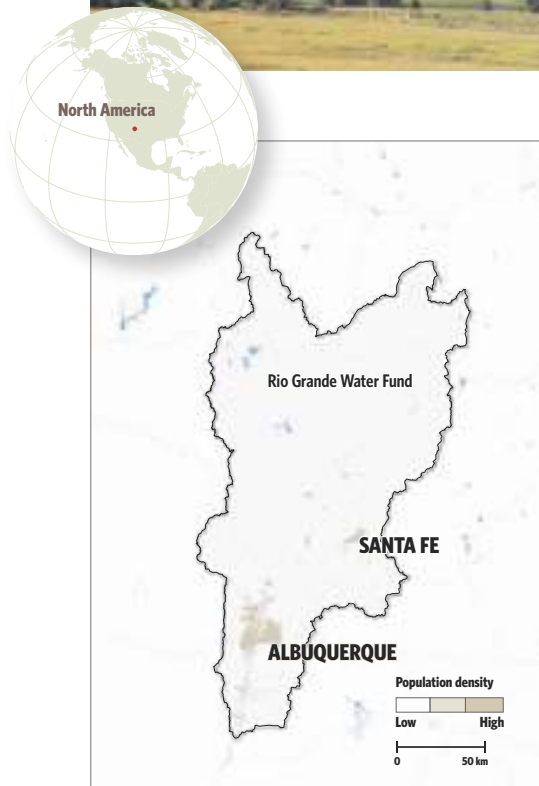 North America
Rio Grande Water Fund
SANTA FE
ALBUQUERQUE
Population density
Low High
0 50 km